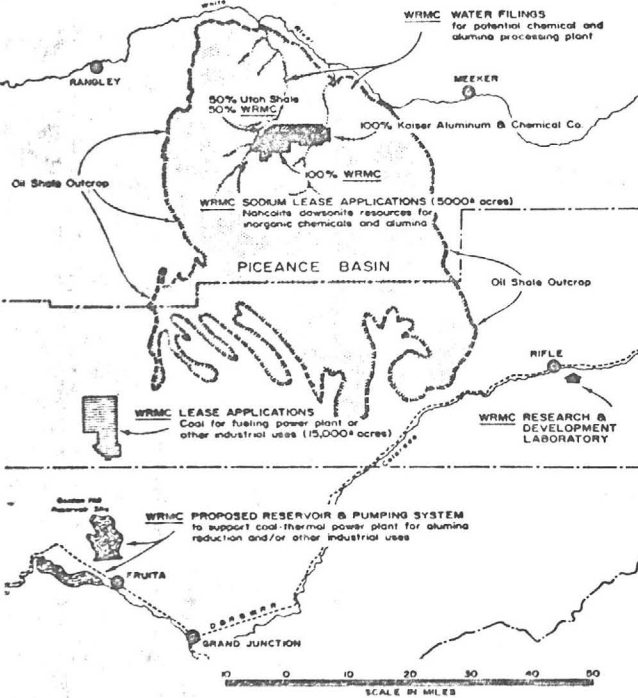 White
River
WRMC WATER FILINGS
for potential chemical and
alumina processing plant
RANGLEY
MEEKER
50% Utah Shale
50% WRMC
100% Kaiser Aluminum & Chemical Co.
100% WRMC
Oil Shale Outcrop
WRMC SODIUM LEASE APPLICATIONS (5000± acres)
Nahcolite dawsonite resources for
inorganic chemicals and alumina
PICEANCE BASIN
Oil Shale Outcrop
RIFLE
WRMC RESEARCH &
DEVELOPMENT
LABORATORY
WRMC LEASE APPLICATIONS
Coal for fueling power plant or
other industrial uses (15,000± acres)
Colorado
Reservoir Site
WRMC PROPOSED RESERVOIR & PUMPING SYSTEM
to support coal-thermal power plant for alumina
reduction and/or other industrial uses
FRUITA
D & R G W R R
GRAND JUNCTION
10 0 10 20 30 40 50
SCALE IN MILES